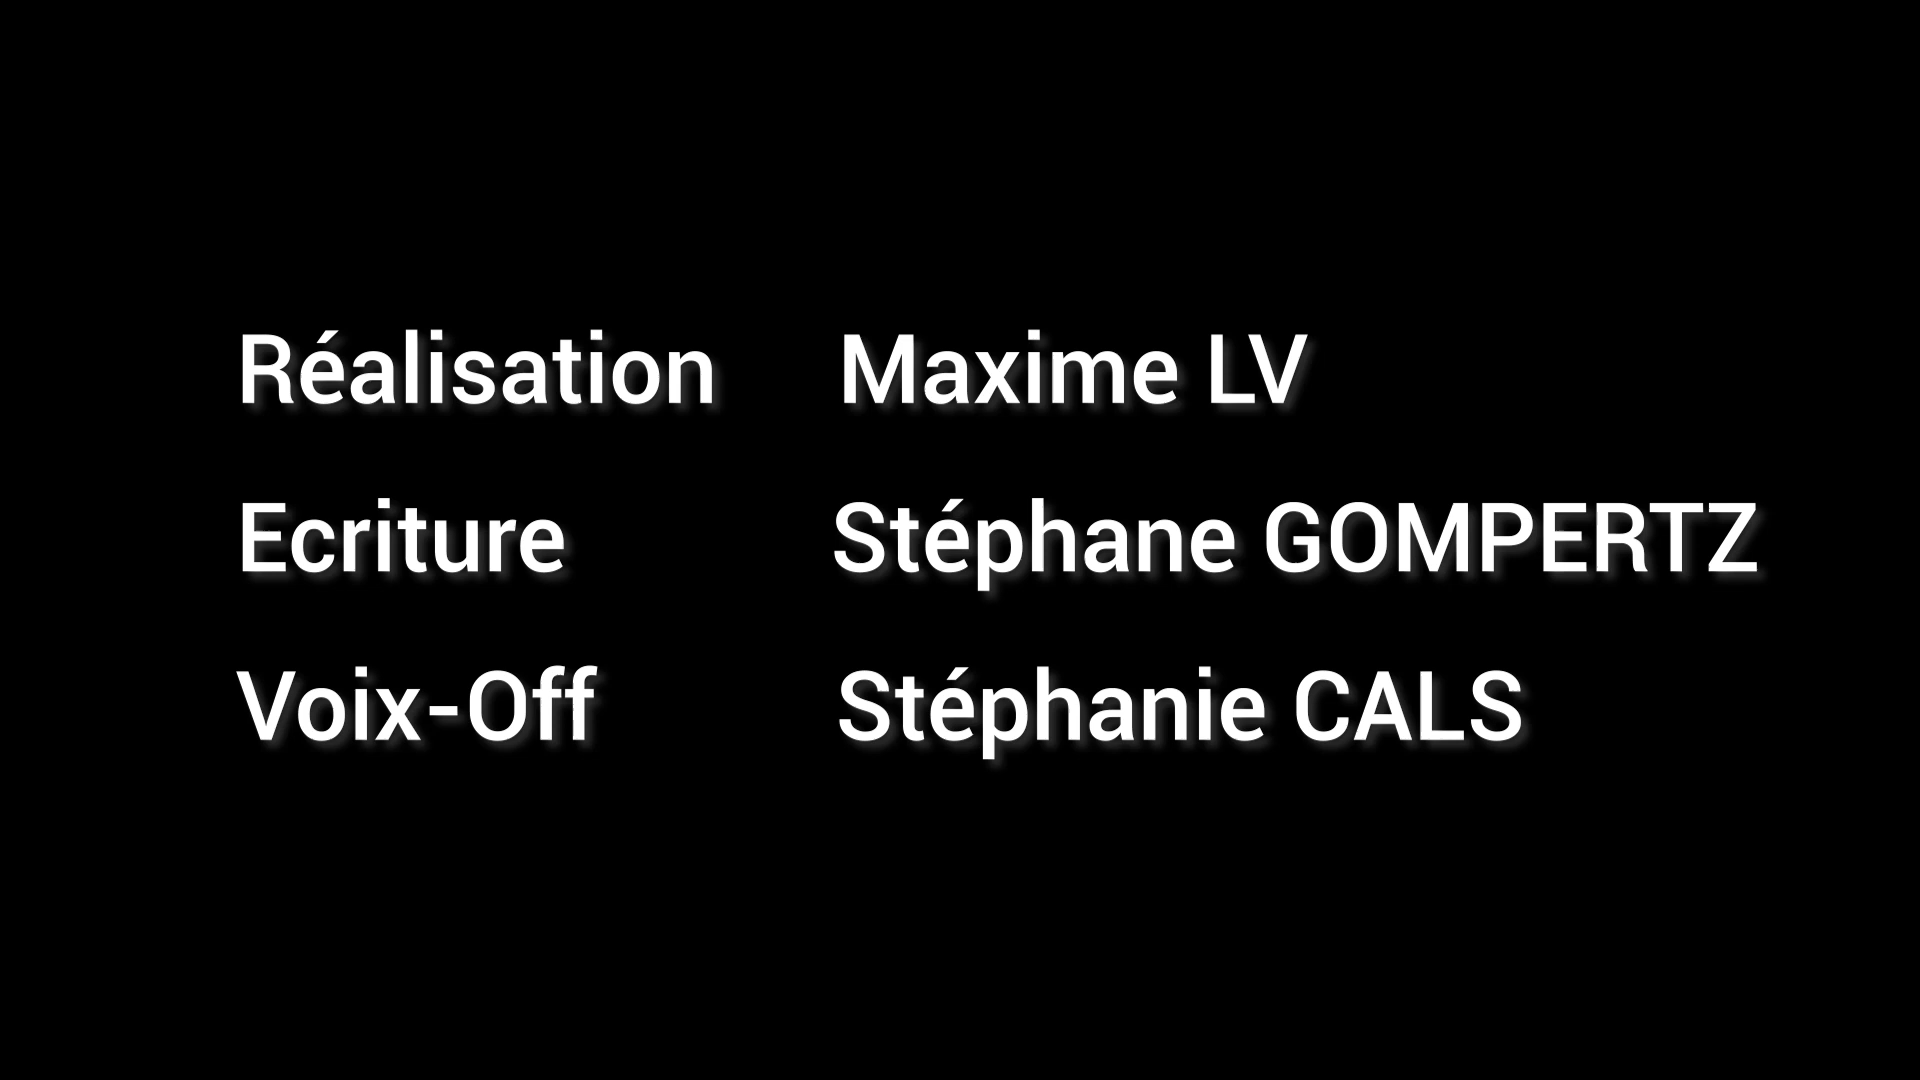 Réalisation Maxime LV
Ecriture Stéphane GOMPERTZ
Voix-Off Stéphanie CALS